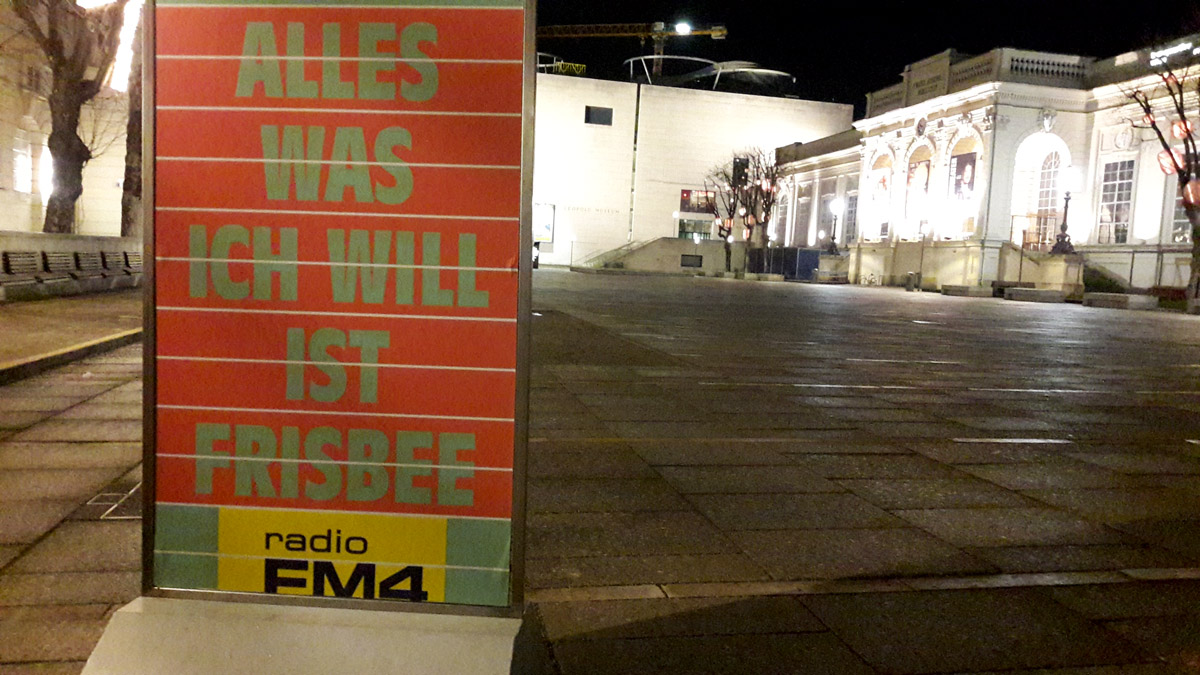 ALLES
WAS
ICH WILL
IST
FRISBEE
radio
FM4